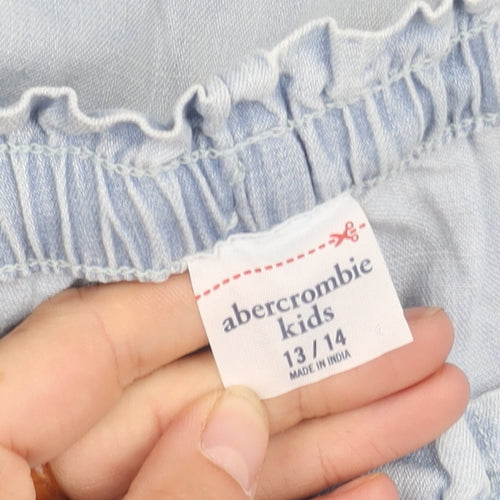 abercrombie
kids
13 / 14
MADE IN INDIA